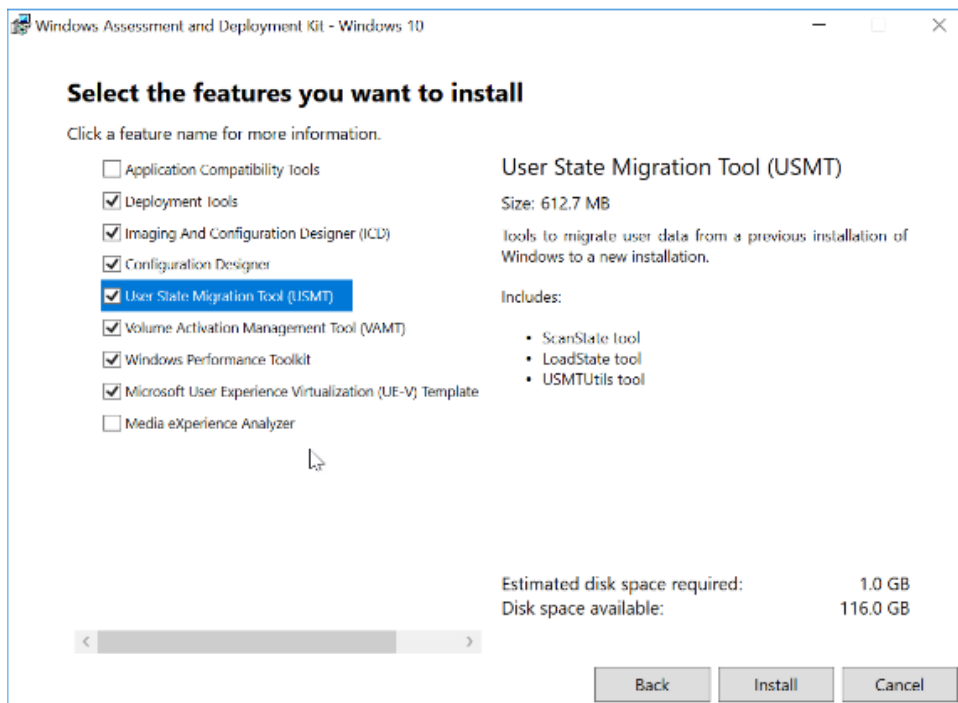 Windows Assessment and Deployment Kit - Windows 10
Select the features you want to install
Click a feature name for more information.
Application Compatibility Tools
Deployment Tools
Imaging And Configuration Designer (ICD)
Configuration Designer
User State Migration Tool (USMT)
Volume Activation Management Tool (VAMT)
Windows Performance Toolkit
Microsoft User Experience Virtualization (UE-V) Template
Media eXperience Analyzer
User State Migration Tool (USMT)
Size: 612.7 MB
Tools to migrate user data from a previous installation of
Windows to a new installation.
Includes:
• ScanState tool
• LoadState tool
• USMTUtils tool
Estimated disk space required: 1.0 GB
Disk space available: 116.0 GB
Back Install Cancel